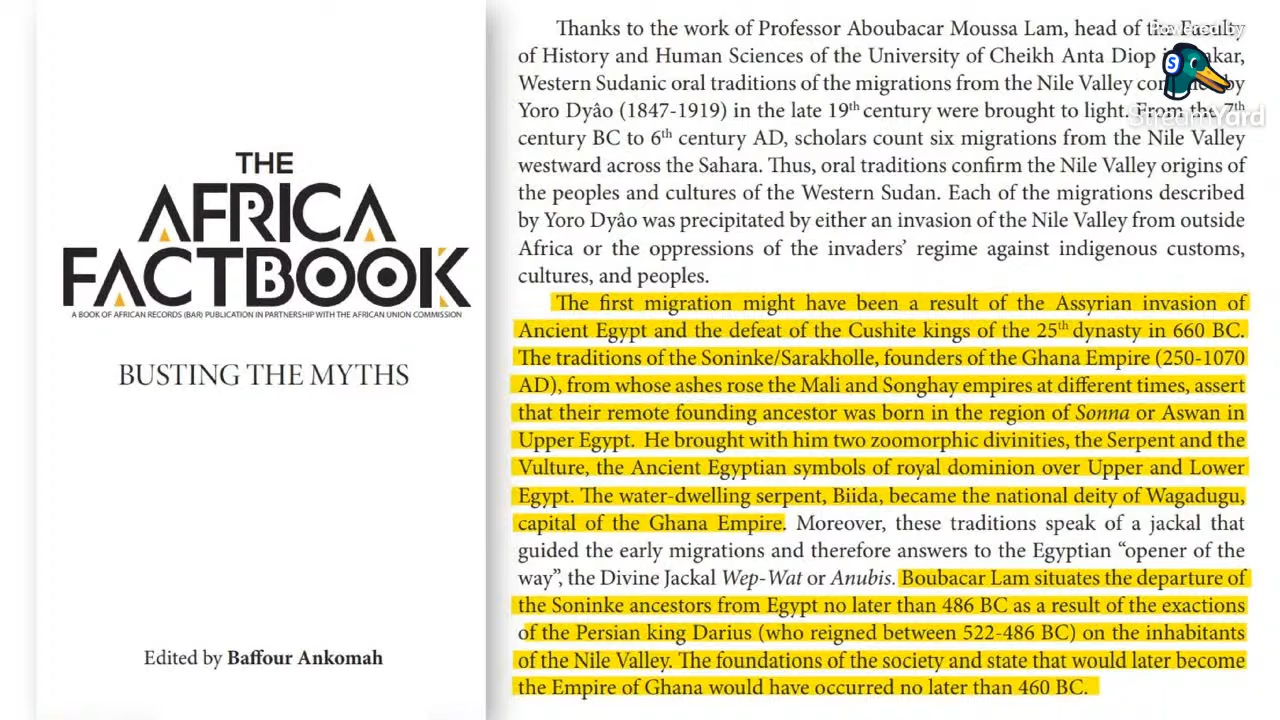 THE
AFRICA
FACTBOOK
A BOOK OF AFRICAN RECORDS (BAR) PUBLICATION IN PARTNERSHIP WITH THE AFRICAN UNION COMMISSION
BUSTING THE MYTHS
Edited by Baffour Ankomah
Powered by
StreamYard
S
Thanks to the work of Professor Aboubacar Moussa Lam, head of the Faculty
of History and Human Sciences of the University of Cheikh Anta Diop
Western Sudanic oral traditions of the migrations from the Nile Valley by
Yoro Dyâo (1847-1919) in the late 19th century were brought to light. From the 7th
century BC to 6th century AD, scholars count six migrations from the Nile Valley
westward across the Sahara. Thus, oral traditions confirm the Nile Valley origins of
the peoples and cultures of the Western Sudan. Each of the migrations described
by Yoro Dyâo was precipitated by either an invasion of the Nile Valley from outside
Africa or the oppressions of the invaders’ regime against indigenous customs,
cultures, and peoples.
The first migration might have been a result of the Assyrian invasion of
Ancient Egypt and the defeat of the Cushite kings of the 25th dynasty in 660 BC.
The traditions of the Soninke/Sarakholle, founders of the Ghana Empire (250-1070
AD), from whose ashes rose the Mali and Songhay empires at different times, assert
that their remote founding ancestor was born in the region of Sonna or Aswan in
Upper Egypt. He brought with him two zoomorphic divinities, the Serpent and the
Vulture, the Ancient Egyptian symbols of royal dominion over Upper and Lower
Egypt. The water-dwelling serpent, Biida, became the national deity of Wagadugu,
capital of the Ghana Empire. Moreover, these traditions speak of a jackal that
guided the early migrations and therefore answers to the Egyptian “opener of the
way”, the Divine Jackal Wep-Wat or Anubis. Boubacar Lam situates the departure of
the Soninke ancestors from Egypt no later than 486 BC as a result of the exactions
of the Persian king Darius (who reigned between 522-486 BC) on the inhabitants
of the Nile Valley. The foundations of the society and state that would later become
the Empire of Ghana would have occurred no later than 460 BC.